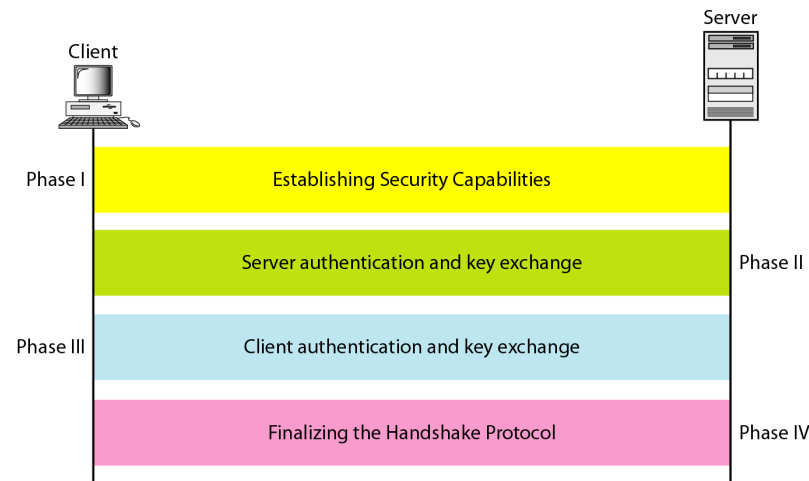 Server
Client
Phase I
Establishing Security Capabilities
Server authentication and key exchange
Phase II
Phase III
Client authentication and key exchange
Finalizing the Handshake Protocol
Phase IV